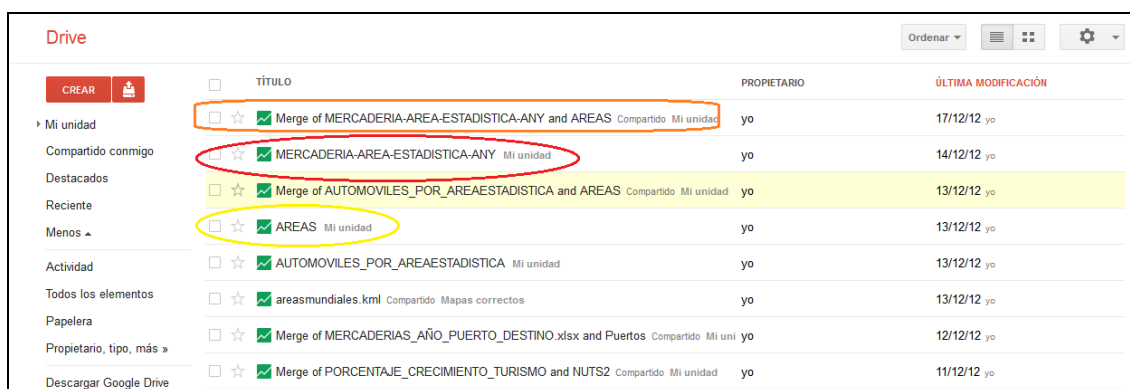 Drive
Ordenar
CREAR
TÍTULO PROPIETARIO ÚLTIMA MODIFICACIÓN
Mi unidad
Compartido conmigo
Destacados
Reciente
Menos
Actividad
Todos los elementos
Papelera
Propietario, tipo, más »
Descargar Google Drive
Merge of MERCADERIA-AREA-ESTADISTICA-ANY and AREAS Compartido Mi unidad yo 17/12/12 yo
MERCADERIA-AREA-ESTADISTICA-ANY Mi unidad yo 14/12/12 yo
Merge of AUTOMOVILES_POR_AREAESTADISTICA and AREAS Compartido Mi unidad yo 13/12/12 yo
AREAS Mi unidad yo 13/12/12 yo
AUTOMOVILES_POR_AREAESTADISTICA Mi unidad yo 13/12/12 yo
areasmundiales.kml Compartido Mapas correctos yo 13/12/12 yo
Merge of MERCADERIAS_AÑO_PUERTO_DESTINO.xlsx and Puertos Compartido Mi uni yo 12/12/12 yo
Merge of PORCENTAJE_CRECIMIENTO_TURISMO and NUTS2 Compartido Mi unidad yo 11/12/12 yo